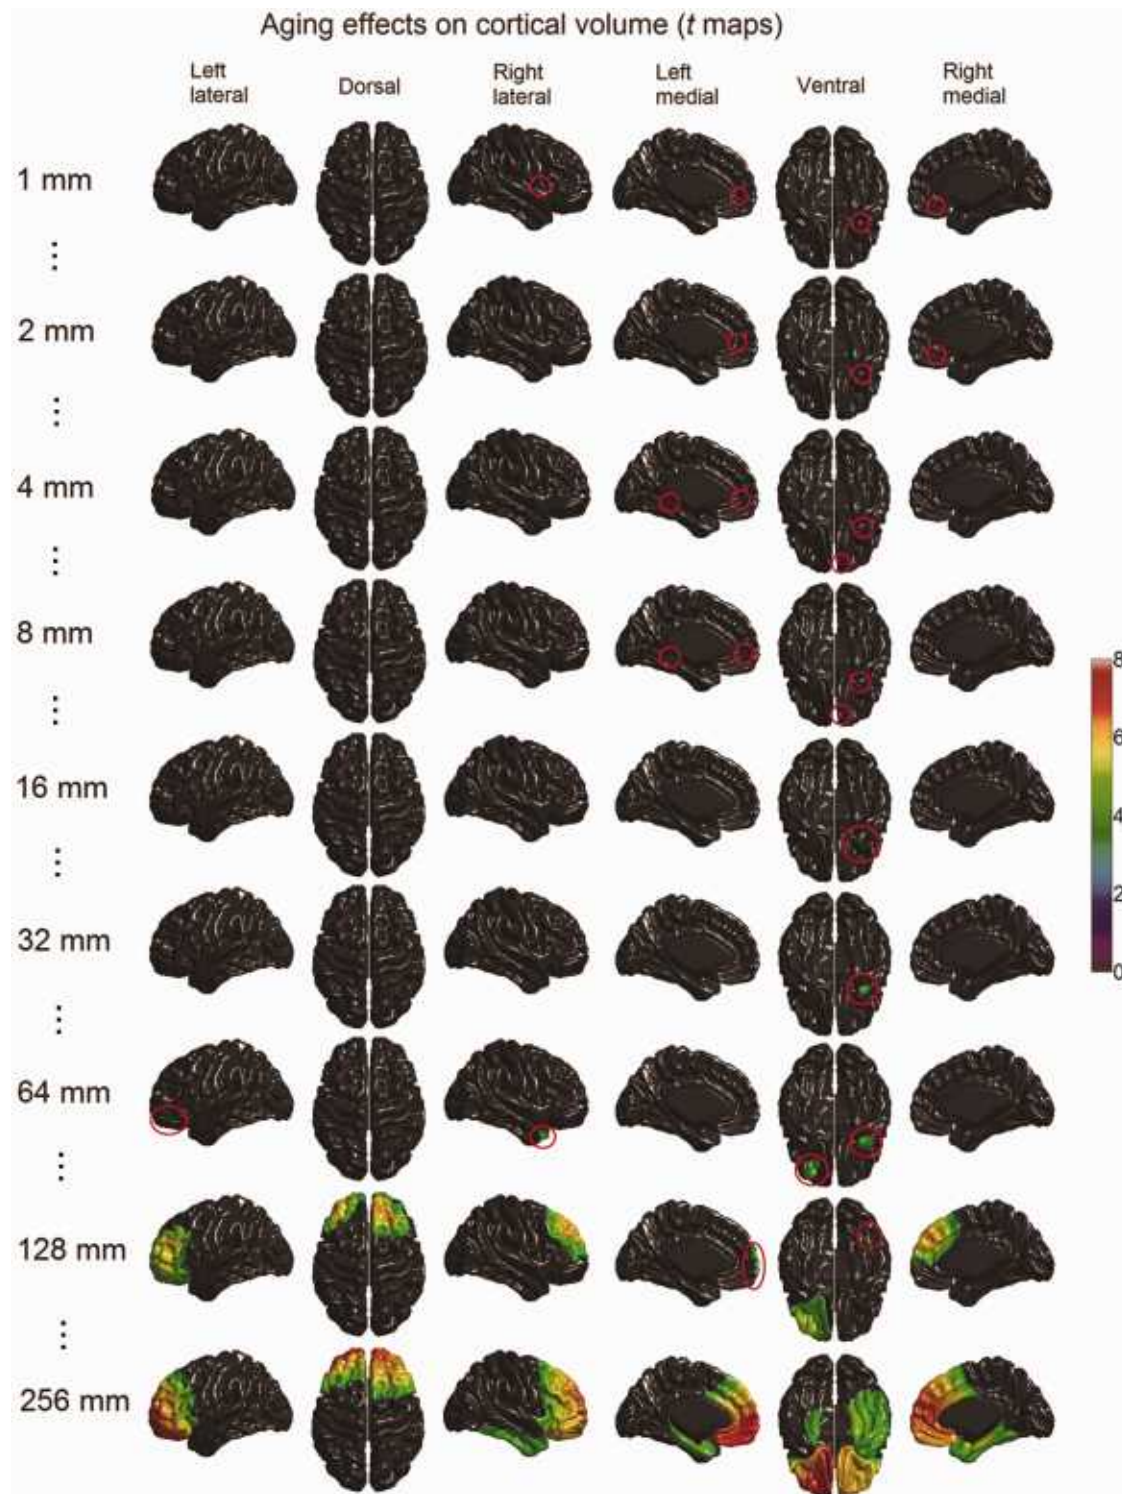 Aging effects on cortical volume (t maps)
Left lateral
Dorsal
Right lateral
Left medial
Ventral
Right medial
1 mm
2 mm
4 mm
8 mm
16 mm
32 mm
64 mm
128 mm
256 mm
8
6
4
2
0